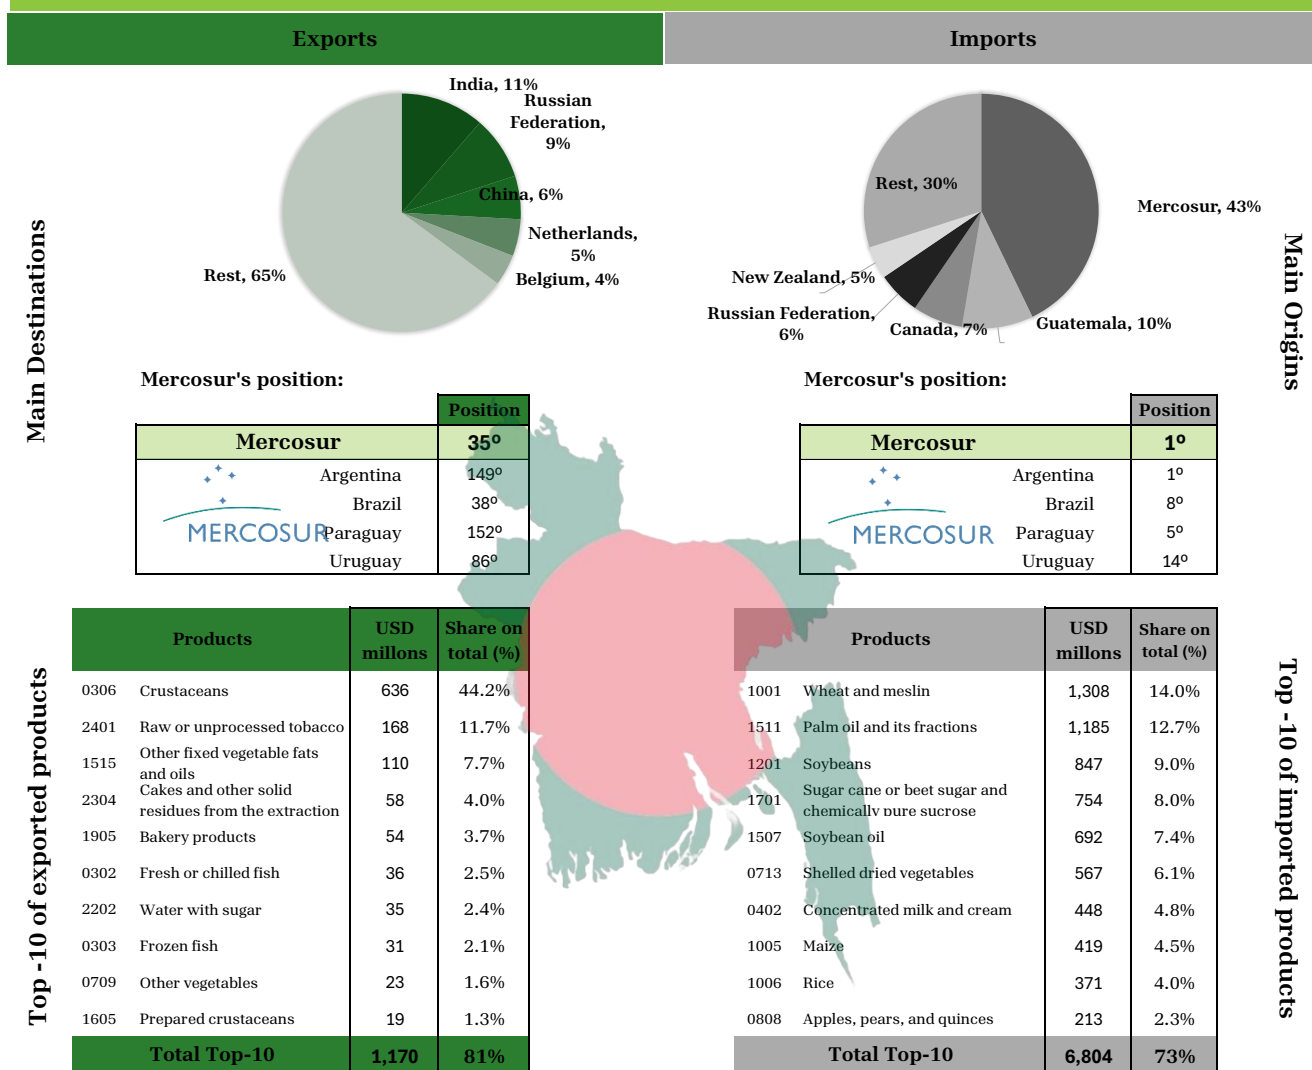 Exports
Imports
Main Destinations
India, 11%
Russian
Federation,
9%
China, 6%
Netherlands,
5%
Belgium, 4%
Rest, 65%
Mercosur, 43%
Guatemala, 10%
Canada, 7%
Russian Federation,
6%
New Zealand, 5%
Rest, 30%
Main Origins
Mercosur's position:
Position
Mercosur 35º
Argentina 149º
Brazil 38º
MERCOSUR
Paraguay 152º
Uruguay 86º
Mercosur's position:
Position
Mercosur 1º
Argentina 1º
Brazil 8º
MERCOSUR
Paraguay 5º
Uruguay 14º
Top -10 of exported products
Products USD millons Share on total (%)
0306 Crustaceans 636 44.2%
2401 Raw or unprocessed tobacco 168 11.7%
1515 Other fixed vegetable fats
and oils 110 7.7%
2304 Cakes and other solid
residues from the extraction 58 4.0%
1905 Bakery products 54 3.7%
0302 Fresh or chilled fish 36 2.5%
2202 Water with sugar 35 2.4%
0303 Frozen fish 31 2.1%
0709 Other vegetables 23 1.6%
1605 Prepared crustaceans 19 1.3%
Total Top-10 1,170 81%
Top -10 of imported products
Products USD millons Share on total (%)
1001 Wheat and meslin 1,308 14.0%
1511 Palm oil and its fractions 1,185 12.7%
1201 Soybeans 847 9.0%
1701 Sugar cane or beet sugar and
chemically pure sucrose 754 8.0%
1507 Soybean oil 692 7.4%
0713 Shelled dried vegetables 567 6.1%
0402 Concentrated milk and cream 448 4.8%
1005 Maize 419 4.5%
1006 Rice 371 4.0%
0808 Apples, pears, and quinces 213 2.3%
Total Top-10 6,804 73%